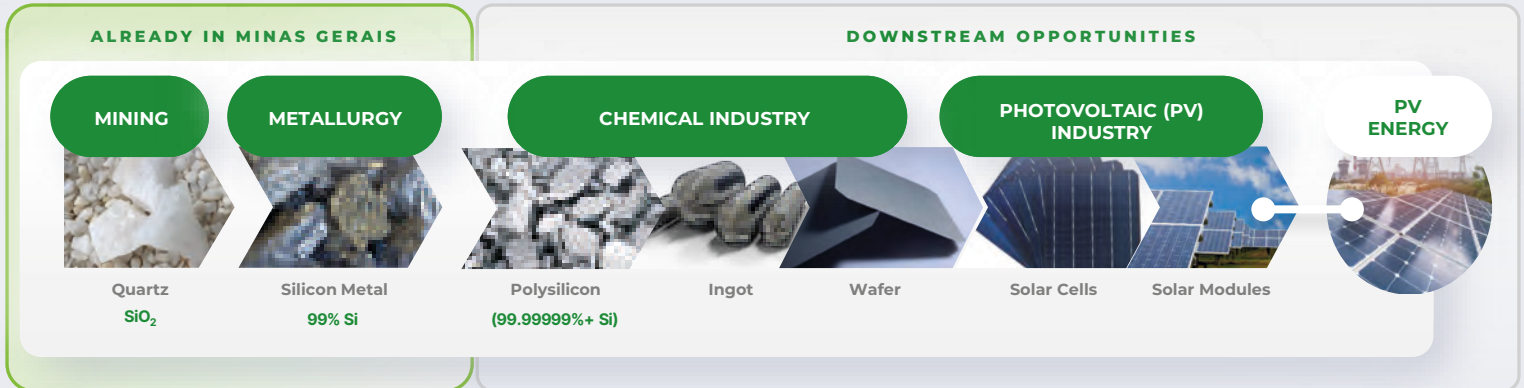 ALREADY IN MINAS GERAIS
DOWNSTREAM OPPORTUNITIES
MINING
METALLURGY
CHEMICAL INDUSTRY
PHOTOVOLTAIC (PV)
INDUSTRY
PV
ENERGY
Quartz
Silicon Metal
Polysilicon
Ingot
Wafer
Solar Cells
Solar Modules
SiO₂
99% Si
(99.99999%+ Si)